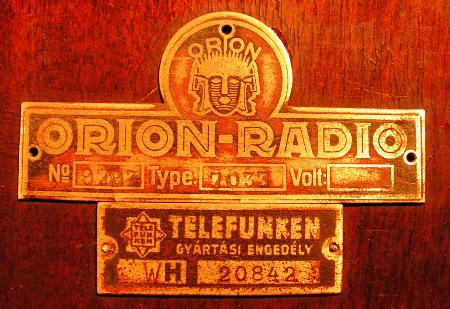 ORION
ORION-RADIO
No Type Volt:
TELEFUNKEN
GYÁRTÁSI ENGEDÉLY
WH 20842